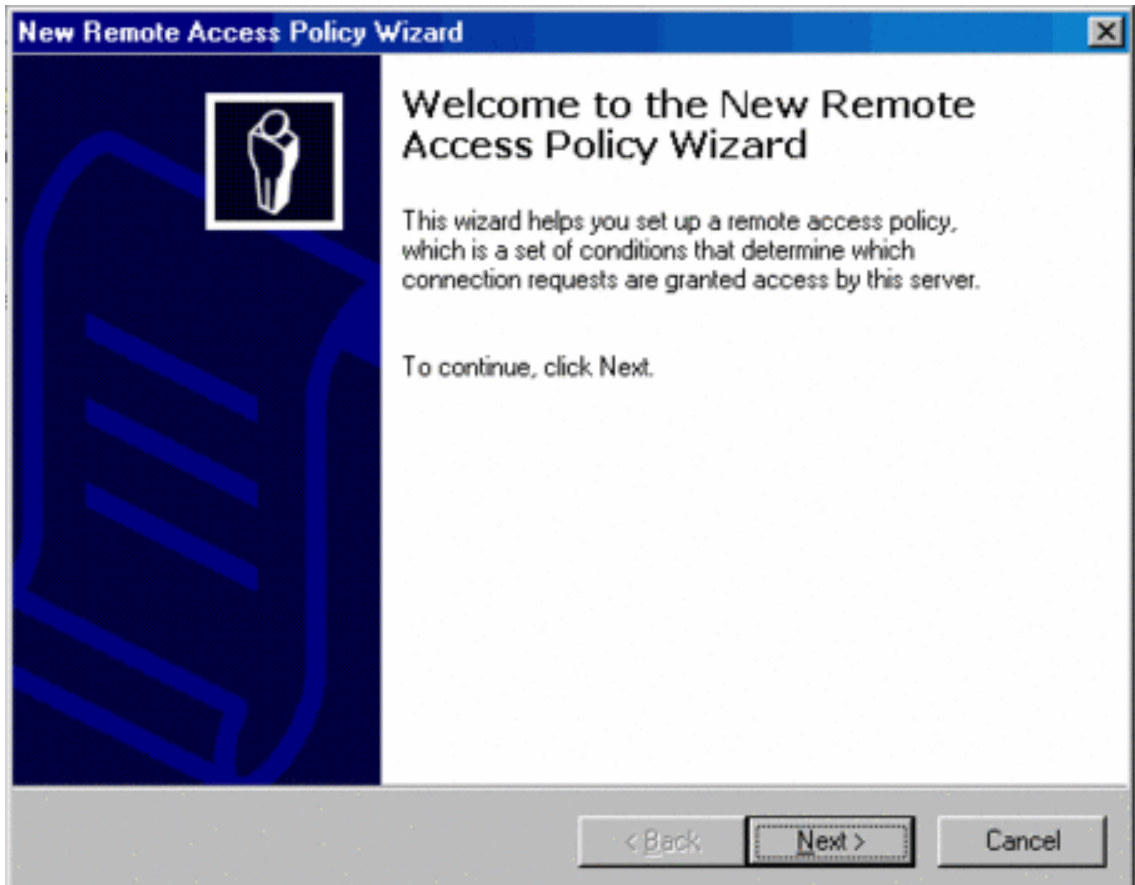 New Remote Access Policy Wizard
Welcome to the New Remote
Access Policy Wizard
This wizard helps you set up a remote access policy,
which is a set of conditions that determine which
connection requests are granted access by this server.
To continue, click Next.
< Back
Next >
Cancel